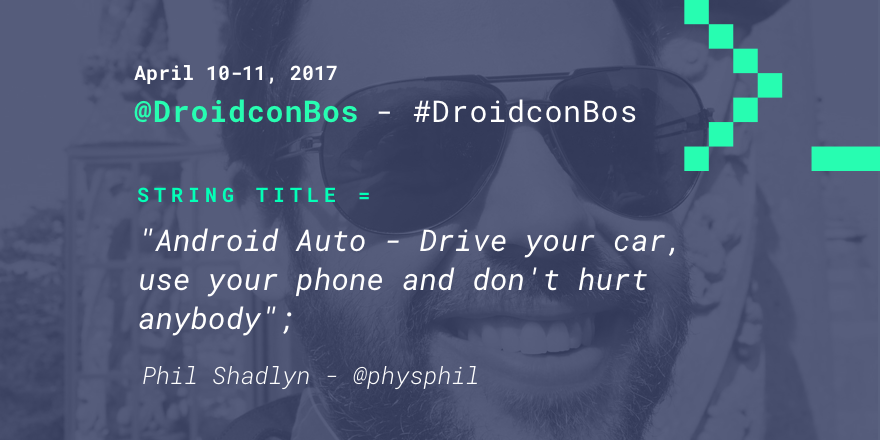 April 10-11, 2017
@DroidconBos - #DroidconBos
STRING TITLE =
"Android Auto - Drive your car,
use your phone and don't hurt
anybody";
Phil Shadlyn - @physphil